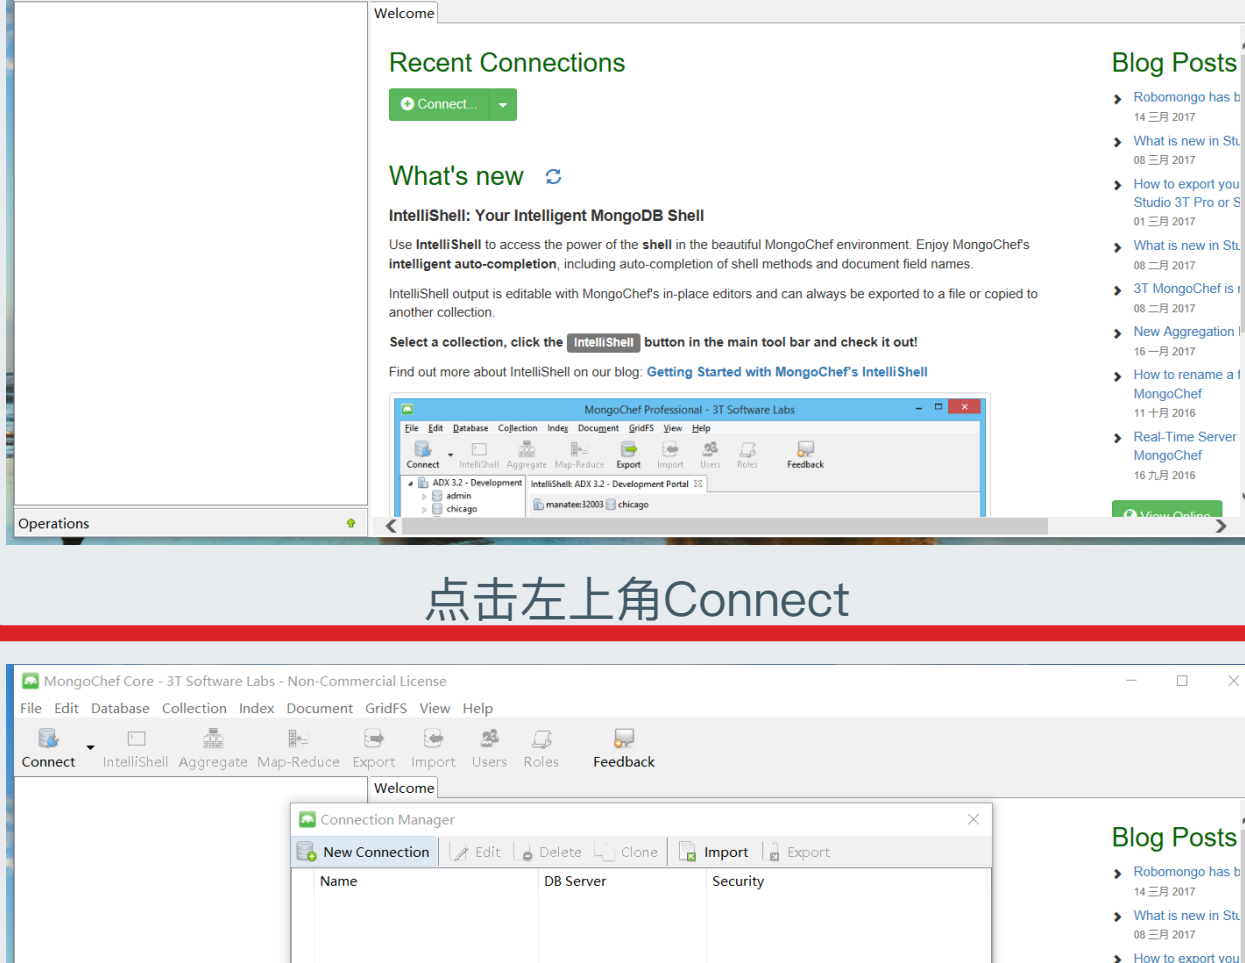 Welcome
Recent Connections
Connect...
What's new
IntelliShell: Your Intelligent MongoDB Shell
Use IntelliShell to access the power of the shell in the beautiful MongoChef environment. Enjoy MongoChef's
intelligent auto-completion, including auto-completion of shell methods and document field names.
IntelliShell output is editable with MongoChef's in-place editors and can always be exported to a file or copied to
another collection.
Select a collection, click the IntelliShell button in the main tool bar and check it out!
Find out more about IntelliShell on our blog: Getting Started with MongoChef's IntelliShell
MongoChef Professional - 3T Software Labs
File Edit Database Collection Index Document GridFS View Help
Connect IntelliShell Aggregate Map-Reduce Export Import Users Roles Feedback
ADX 3.2 - Development
admin
chicago
IntelliShell: ADX 3.2 - Development Portal
manatee:32003 chicago
Blog Posts
Robomongo has b
14 三月 2017
What is new in Stu
08 三月 2017
How to export you
Studio 3T Pro or S
01 三月 2017
What is new in Stu
08 二月 2017
3T MongoChef is
08 二月 2017
New Aggregation
16 一月 2017
How to rename a f
MongoChef
11 十月 2016
Real-Time Server
MongoChef
16 九月 2016
View Online
Operations
点击左上角Connect
MongoChef Core - 3T Software Labs - Non-Commercial License
File Edit Database Collection Index Document GridFS View Help
Connect IntelliShell Aggregate Map-Reduce Export Import Users Roles Feedback
Welcome
Connection Manager
New Connection Edit Delete Clone Import Export
Name DB Server Security
Blog Posts
Robomongo has b
14 三月 2017
What is new in Stu
08 三月 2017
How to export you